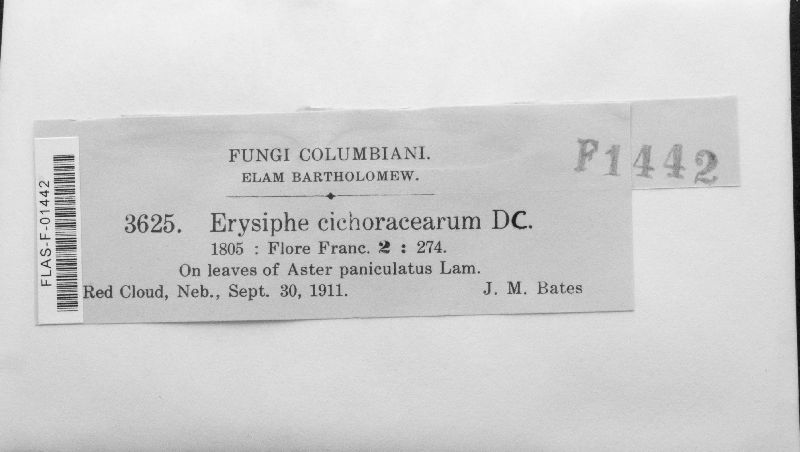 FUNGI COLUMBIANI.
ELAM BARTHOLOMEW.
F1442
3625. Erysiphe cichoracearum DC.
1805 : Flore Franc. 2 : 274.
On leaves of Aster paniculatus Lam.
Red Cloud, Neb., Sept. 30, 1911. J. M. Bates
FLAS-F-01442